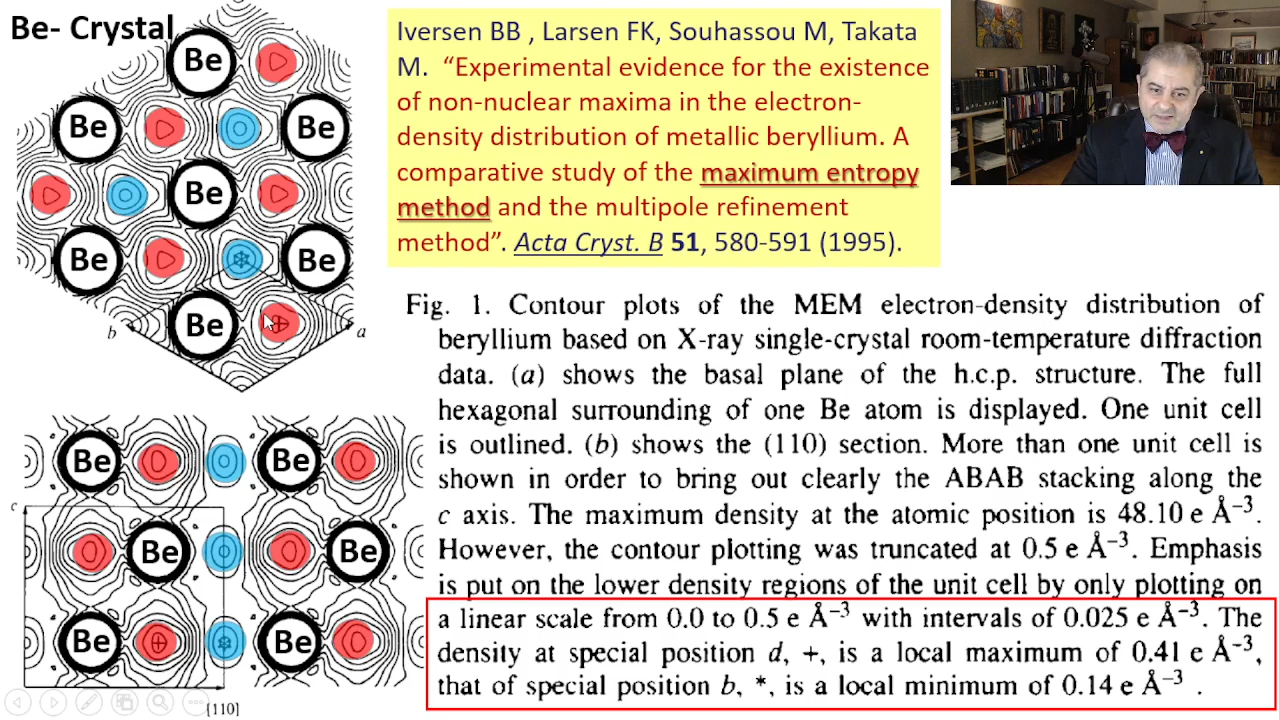 Be- Crystal
Be
Be
Be
Be
Be
Be
Be
b
a
Be
Be
c
Be
Be
Be
Be
[110]
Iversen BB , Larsen FK, Souhassou M, Takata
M. “Experimental evidence for the existence
of non-nuclear maxima in the electron-
density distribution of metallic beryllium. A
comparative study of the maximum entropy
method and the multipole refinement
method”. Acta Cryst. B 51, 580-591 (1995).
Fig. 1. Contour plots of the MEM electron-density distribution of
beryllium based on X-ray single-crystal room-temperature diffraction
data. (a) shows the basal plane of the h.c.p. structure. The full
hexagonal surrounding of one Be atom is displayed. One unit cell
is outlined. (b) shows the (110) section. More than one unit cell is
shown in order to bring out clearly the ABAB stacking along the
c axis. The maximum density at the atomic position is 48.10 e Å⁻³.
However, the contour plotting was truncated at 0.5 e Å⁻³. Emphasis
is put on the lower density regions of the unit cell by only plotting on
a linear scale from 0.0 to 0.5 e Å⁻³ with intervals of 0.025 e Å⁻³. The
density at special position d, +, is a local maximum of 0.41 e Å⁻³,
that of special position b, *, is a local minimum of 0.14 e Å⁻³ .